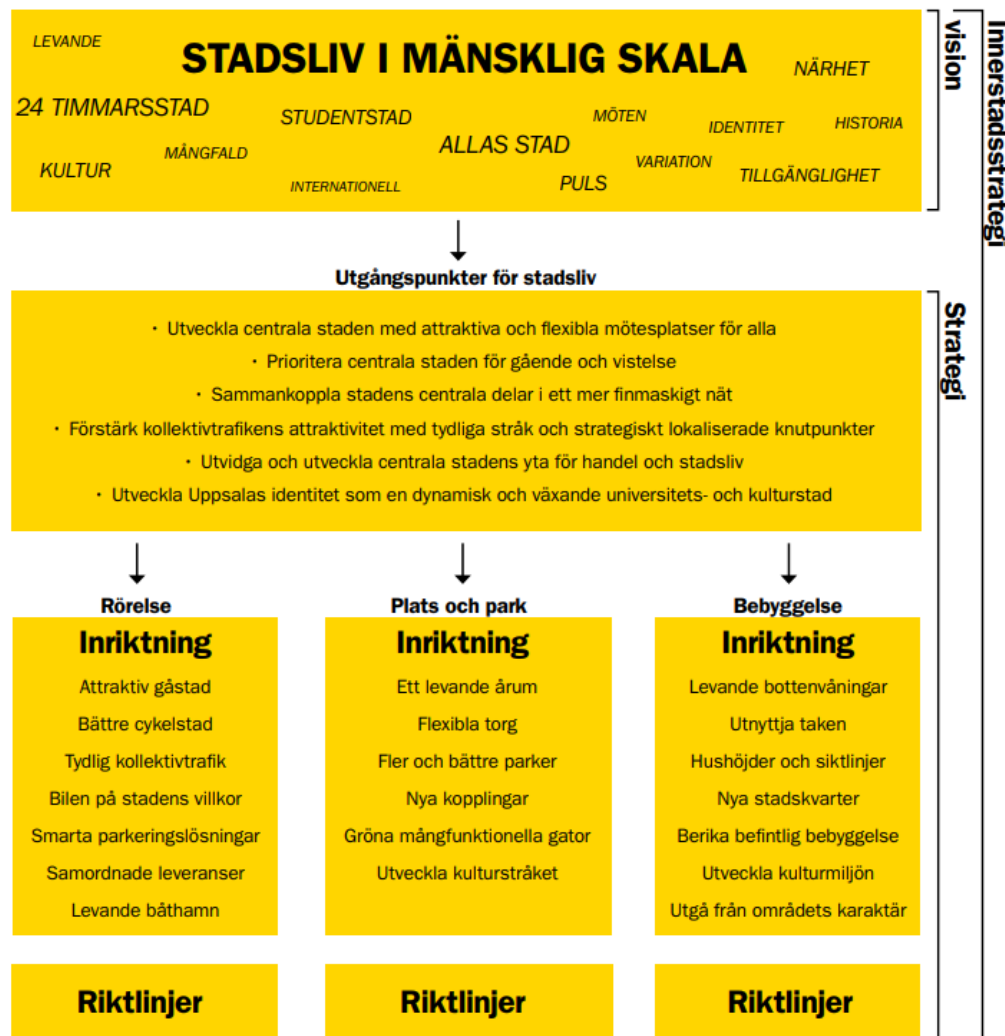 LEVANDE
STADSLIV I MÄNSKLIG SKALA
NÄRHET
24 TIMMARSSTAD
STUDENTSTAD
MÖTEN
IDENTITET
HISTORIA
MÅNGFALD
ALLAS STAD
VARIATION
KULTUR
INTERNATIONELL
PULS
TILLGÄNGLIGHET
vision
Innerstadsstrategi
Utgångspunkter för stadsliv
· Utveckla centrala staden med attraktiva och flexibla mötesplatser för alla
· Prioritera centrala staden för gående och vistelse
· Sammankoppla stadens centrala delar i ett mer finmaskigt nät
· Förstärk kollektivtrafikens attraktivitet med tydliga stråk och strategiskt lokaliserade knutpunkter
· Utvidga och utveckla centrala stadens yta för handel och stadsliv
· Utveckla Uppsalas identitet som en dynamisk och växande universitets- och kulturstad
Strategi
Rörelse
Inriktning
Attraktiv gåstad
Bättre cykelstad
Tydlig kollektivtrafik
Bilen på stadens villkor
Smarta parkeringslösningar
Samordnade leveranser
Levande båthamn
Riktlinjer
Plats och park
Inriktning
Ett levande årum
Flexibla torg
Fler och bättre parker
Nya kopplingar
Gröna mångfunktionella gator
Utveckla kulturstråket
Riktlinjer
Bebyggelse
Inriktning
Levande bottenvåningar
Utnyttja taken
Hushöjder och siktlinjer
Nya stadskvarter
Berika befintlig bebyggelse
Utveckla kulturmiljön
Utgå från områdets karaktär
Riktlinjer